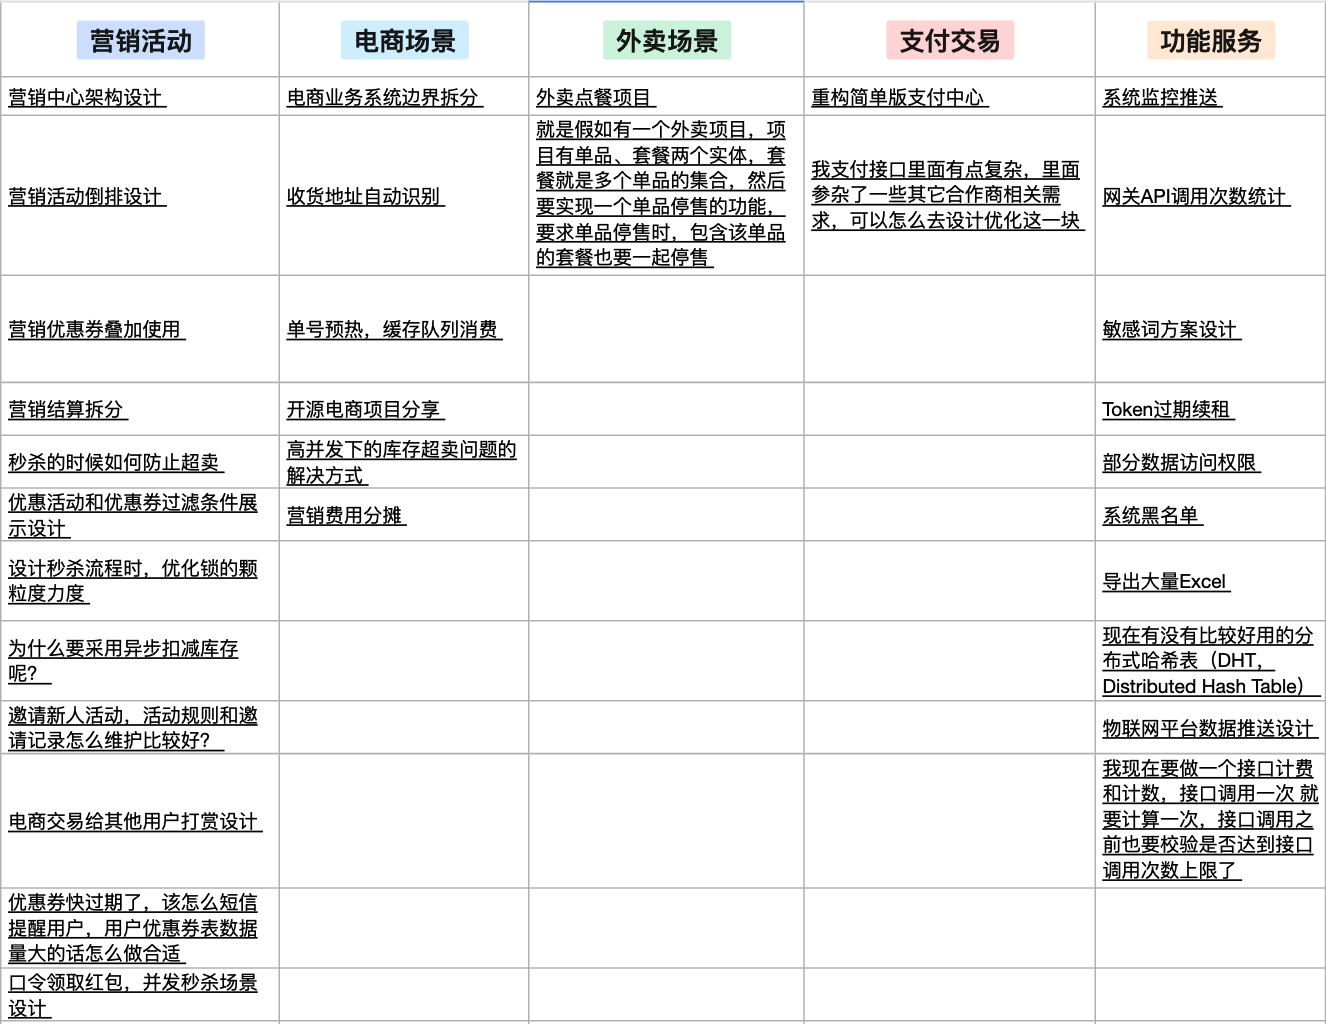 营销活动
电商场景
外卖场景
支付交易
功能服务
营销中心架构设计
电商业务系统边界拆分
外卖点餐项目
重构简单版支付中心
系统监控推送
营销活动倒排设计
收货地址自动识别
就是假如有一个外卖项目，项
目有单品、套餐两个实体，套
餐就是多个单品的集合，然后
要实现一个单品停售的功能，
要求单品停售时，包含该单品
的套餐也要一起停售
我支付接口里面有点复杂，里面
参杂了一些其它合作商相关需
求，可以怎么去设计优化这一块
网关API调用次数统计
营销优惠券叠加使用
单号预热，缓存队列消费
敏感词方案设计
营销结算拆分
开源电商项目分享
Token过期续租
秒杀的时候如何防止超卖
高并发下的库存超卖问题的
解决方式
部分数据访问权限
优惠活动和优惠券过滤条件展
示设计
营销费用分摊
系统黑名单
设计秒杀流程时，优化锁的颗
粒度力度
导出大量Excel
为什么要采用异步扣减库存
呢？
现在有没有比较好用的分
布式哈希表（DHT，
Distributed Hash Table）
邀请新人活动，活动规则和邀
请记录怎么维护比较好？
物联网平台数据推送设计
电商交易给其他用户打赏设计
我现在要做一个接口计费
和计数，接口调用一次 就
要计算一次，接口调用之
前也要校验是否达到接口
调用次数上限了
优惠券快过期了，该怎么短信
提醒用户，用户优惠券表数据
量大的话怎么做合适
口令领取红包，并发秒杀场景
设计